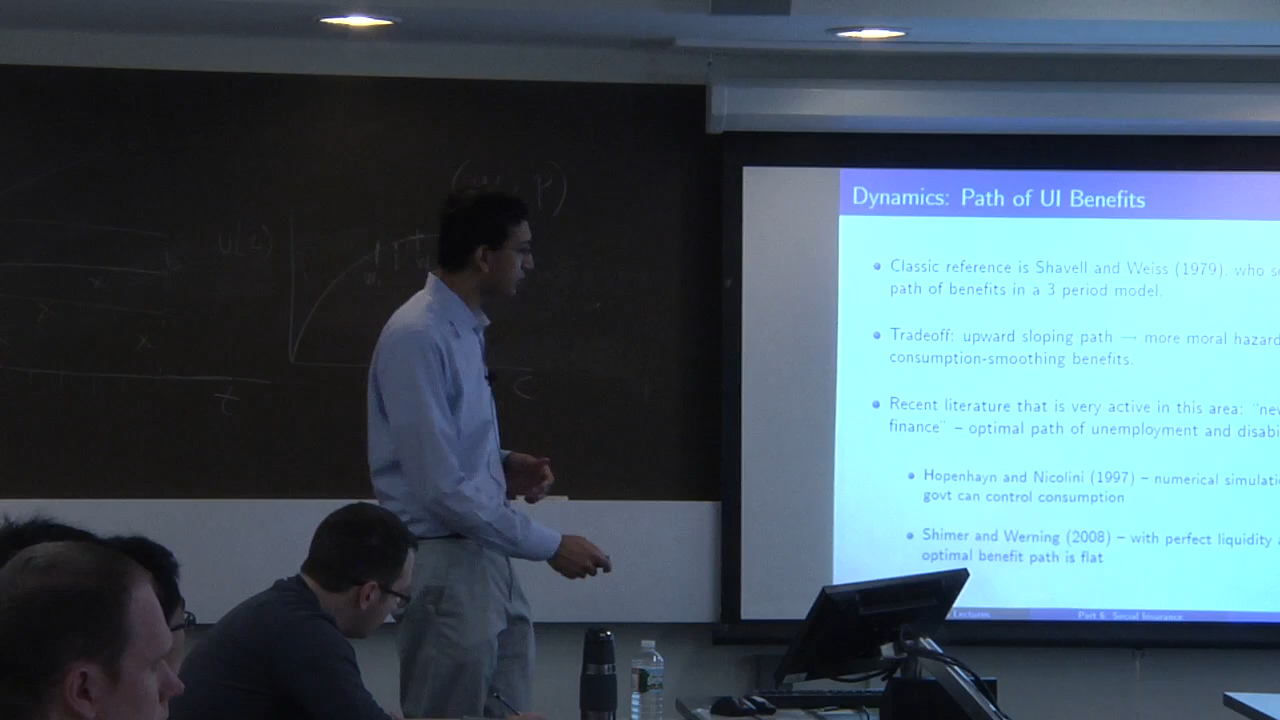 U(c)
w₁
c
t
x
x
Dynamics: Path of UI Benefits
Classic reference is Shavell and Weiss (1979), who
path of benefits in a 3 period model.
Tradeoff: upward sloping path → more moral hazard
consumption-smoothing benefits.
Recent literature that is very active in this area: "new
finance" – optimal path of unemployment and disabi
Hopenhayn and Nicolini (1997) – numerical simulati
govt can control consumption
Shimer and Werning (2008) – with perfect liquidity
optimal benefit path is flat
Lectures
Part 6: Social Insurance